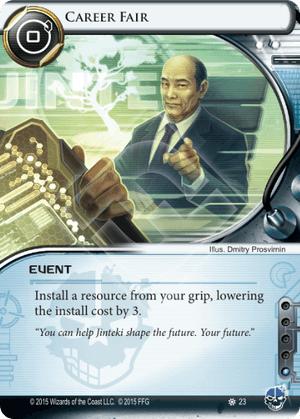 0
CAREER FAIR
JINTEKI
Illus. Dmitry Prosvirnin
EVENT
Install a resource from your grip, lowering
the install cost by 3.
“You can help Jinteki shape the future. Your future.”
© 2015 Wizards of the Coast LLC. © 2015 FFG
23